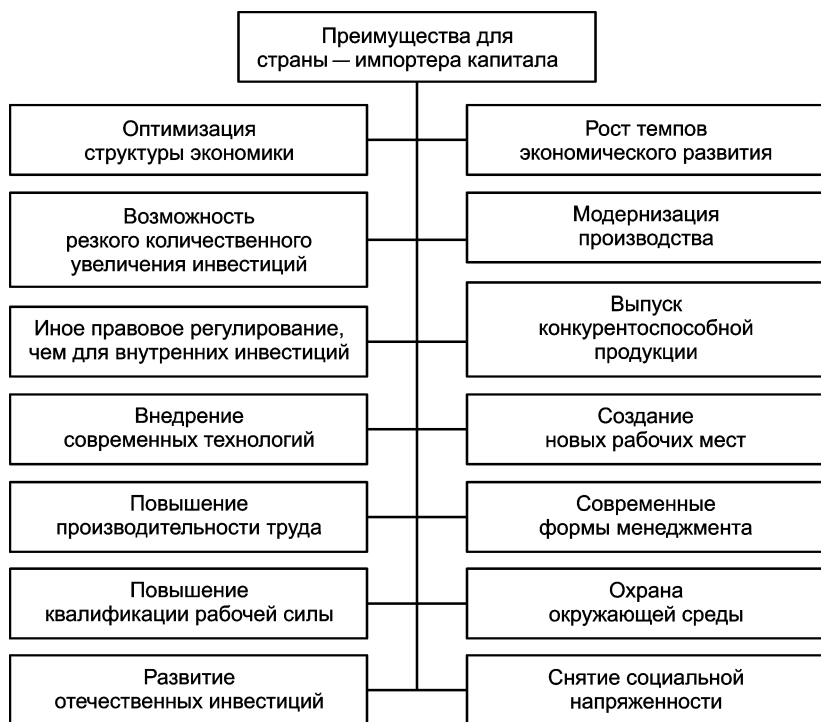 Преимущества для
страны — импортера капитала
Оптимизация
структуры экономики
Рост темпов
экономического развития
Возможность
резкого количественного
увеличения инвестиций
Модернизация
производства
Иное правовое регулирование,
чем для внутренних инвестиций
Выпуск
конкурентоспособной
продукции
Внедрение
современных технологий
Создание
новых рабочих мест
Повышение
производительности труда
Современные
формы менеджмента
Повышение
квалификации рабочей силы
Охрана
окружающей среды
Развитие
отечественных инвестиций
Снятие социальной
напряженности